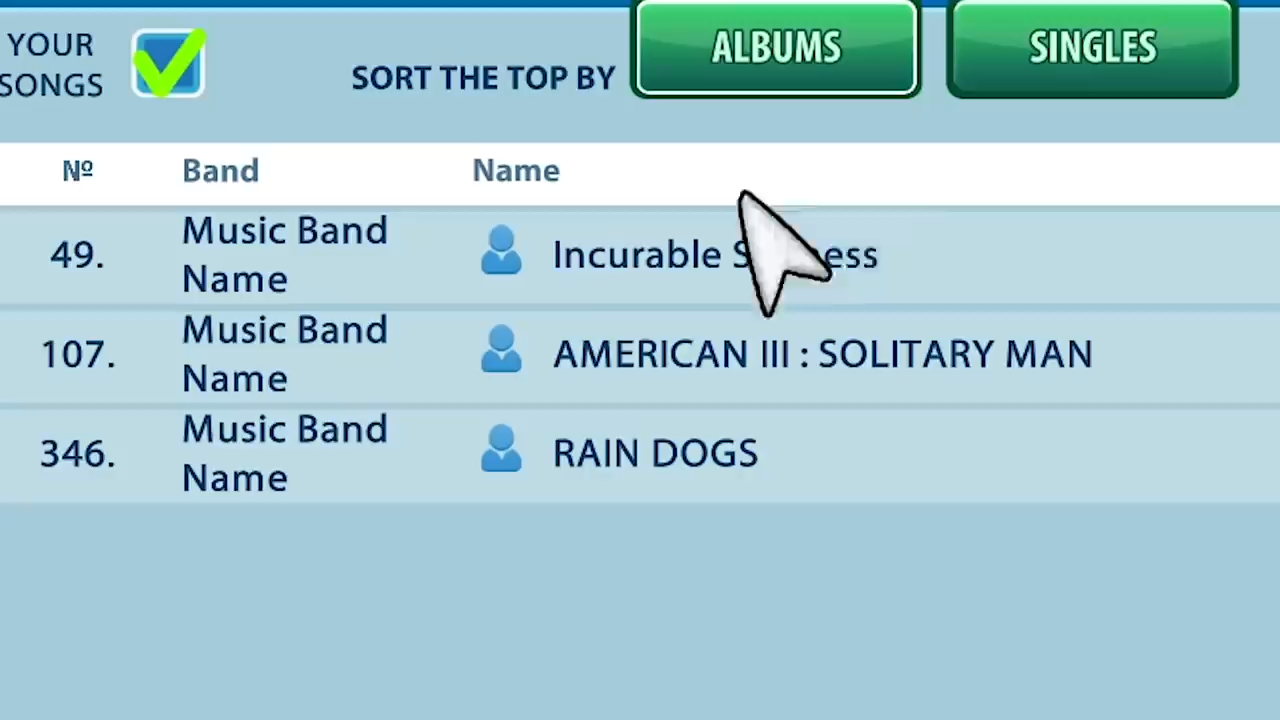 YOUR
SONGS
SORT THE TOP BY
ALBUMS
SINGLES
Nº
Band
Name
49.
Music Band
Name
Incurable
107.
Music Band
Name
AMERICAN III : SOLITARY MAN
346.
Music Band
Name
RAIN DOGS